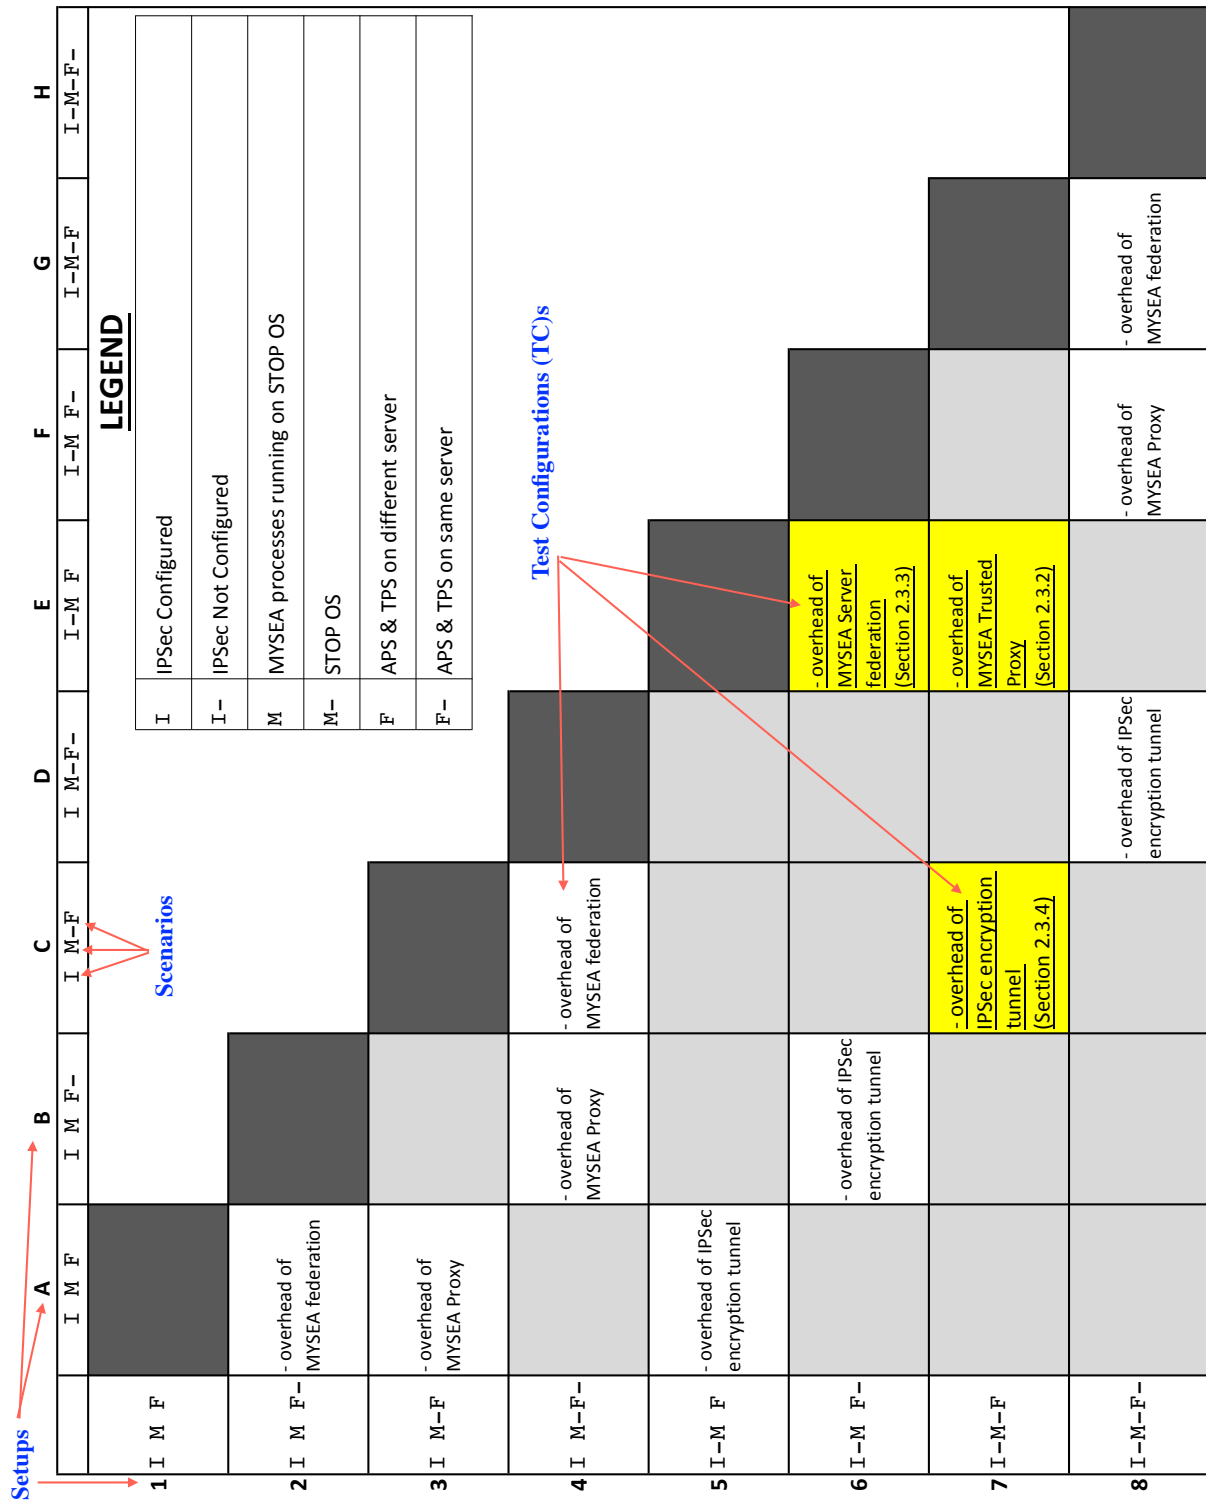 Setups
A B C D E F G H
I M F I M F- I M-F I M-F- I-M F I-M F- I-M-F I-M-F-
1 I M F
Scenarios
LEGEND
I IPSec Configured
I- IPSec Not Configured
M MYSEA processes running on STOP OS
M- STOP OS
F APS & TPS on different server
F- APS & TPS on same server
2 I M F-
- overhead of
MYSEA federation
3 I M-F
- overhead of
MYSEA Proxy
Test Configurations (TC)s
4 I M-F-
- overhead of
MYSEA Proxy
- overhead of
MYSEA federation
5 I-M F
- overhead of IPSec
encryption tunnel
6 I-M F-
- overhead of IPSec
encryption tunnel
- overhead of
MYSEA Server
federation
(Section 2.3.3)
7 I-M-F
- overhead of
IPSec encryption
tunnel
(Section 2.3.4)
- overhead of
MYSEA Trusted
Proxy
(Section 2.3.2)
8 I-M-F-
- overhead of IPSec
encryption tunnel
- overhead of
MYSEA Proxy
- overhead of
MYSEA federation